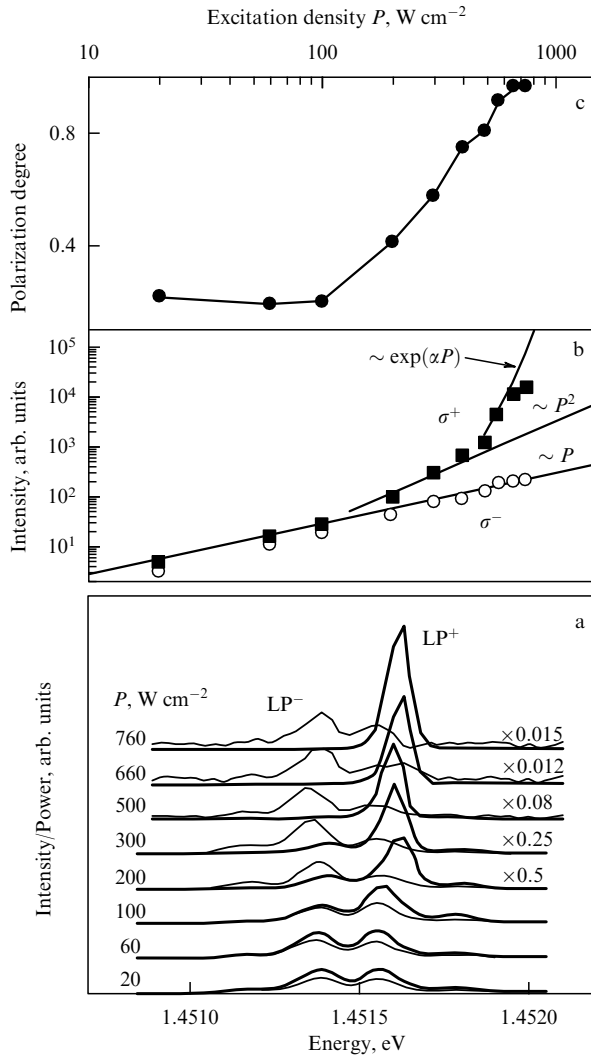 Excitation density P, W cm⁻²
10 100 1000
c
Polarization degree
0.8
0.4
b
Intensity, arb. units
10⁵
10⁴
10³
10²
10¹
∼ exp(αP)
σ⁺
∼ P²
∼ P
σ⁻
a
Intensity/Power, arb. units
LP⁺
LP⁻
P, W cm⁻²
760 ×0.015
660 ×0.012
500 ×0.08
300 ×0.25
200 ×0.5
100
60
20
1.4510 1.4515 1.4520
Energy, eV